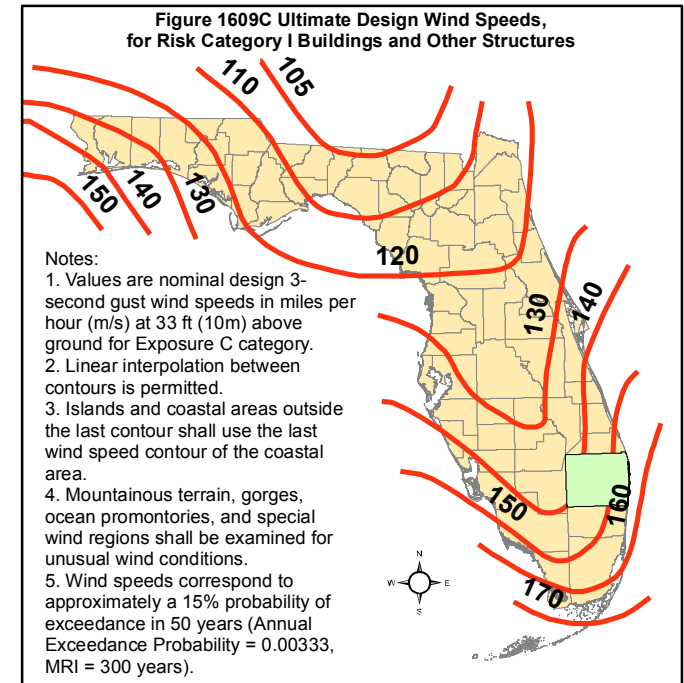 Figure 1609C Ultimate Design Wind Speeds,
for Risk Category I Buildings and Other Structures
105
110
150
140
130
120
130
140
150
160
170
Notes:
1. Values are nominal design 3-
second gust wind speeds in miles per
hour (m/s) at 33 ft (10m) above
ground for Exposure C category.
2. Linear interpolation between
contours is permitted.
3. Islands and coastal areas outside
the last contour shall use the last
wind speed contour of the coastal
area.
4. Mountainous terrain, gorges,
ocean promontories, and special
wind regions shall be examined for
unusual wind conditions.
5. Wind speeds correspond to
approximately a 15% probability of
exceedance in 50 years (Annual
Exceedance Probability = 0.00333,
MRI = 300 years).
N
W E
S